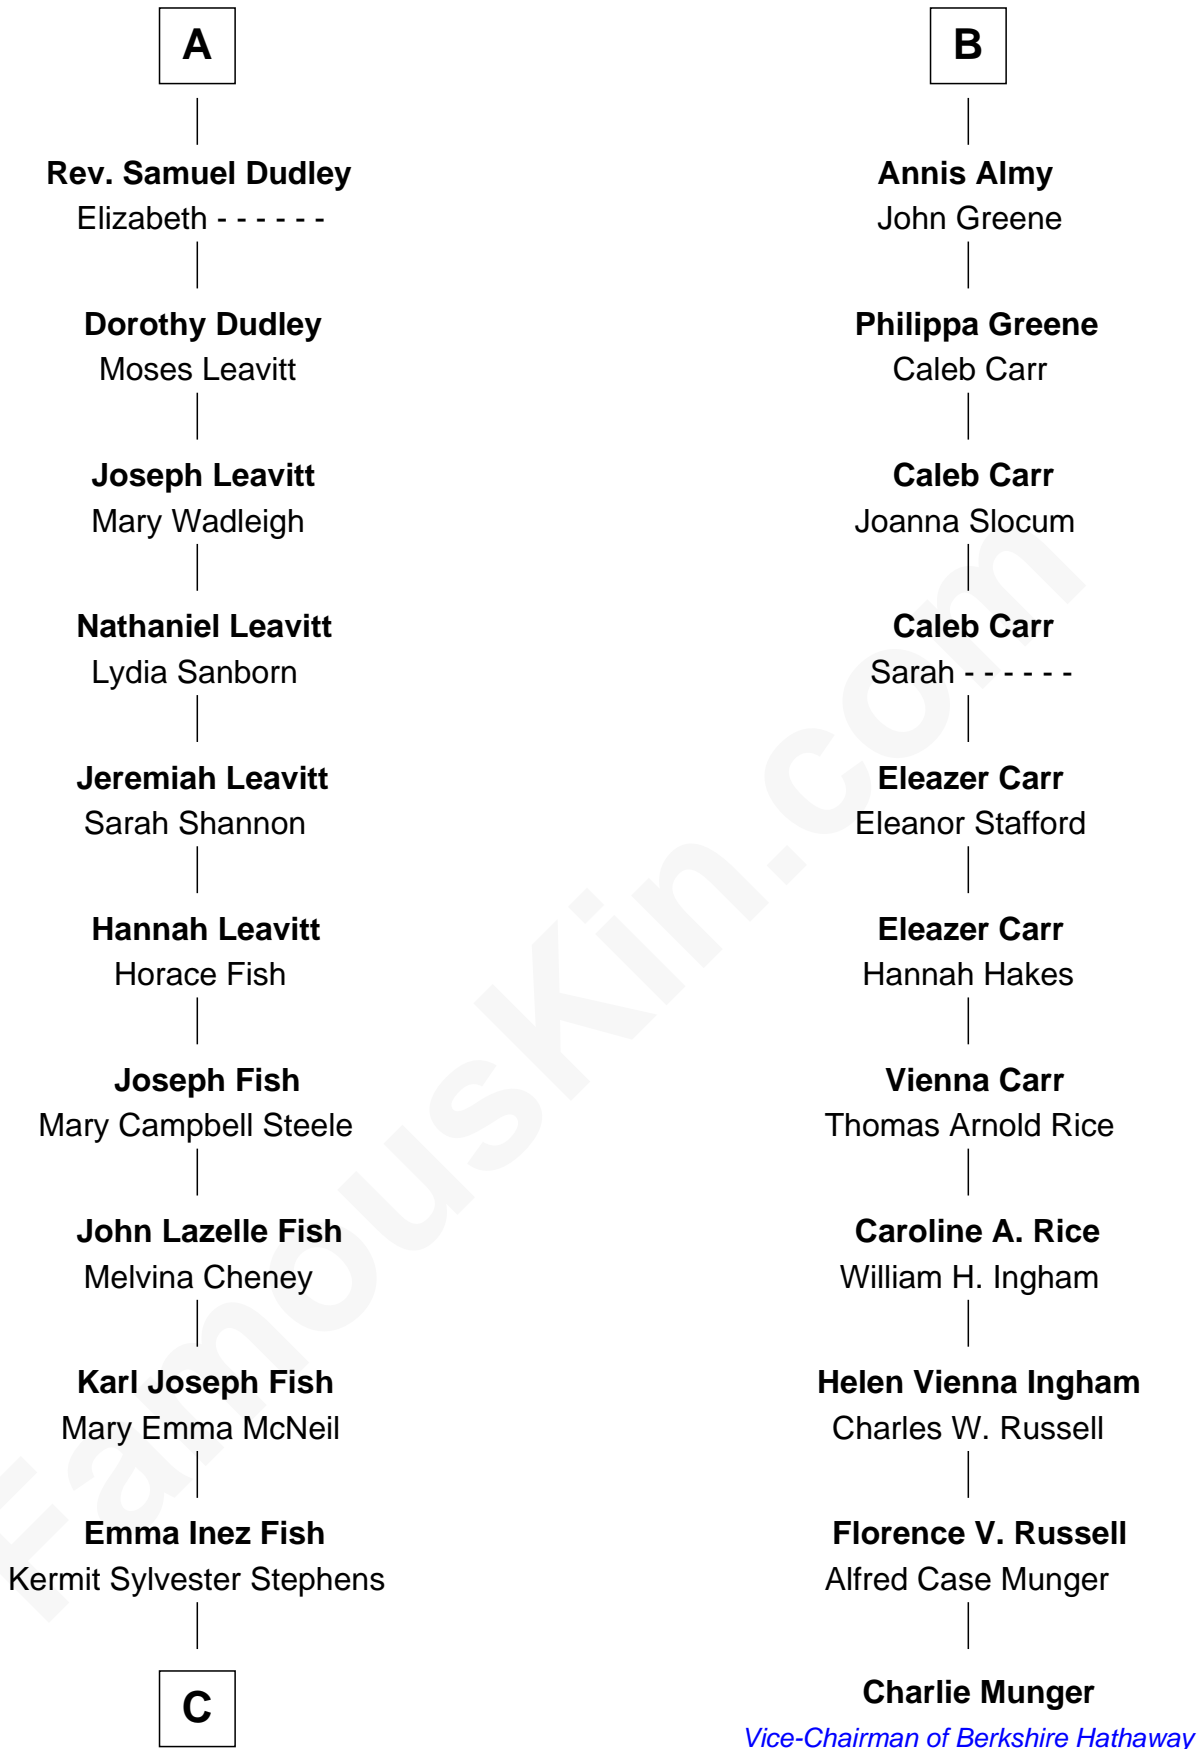 A
Rev. Samuel Dudley
Elizabeth - - - - - -
Dorothy Dudley
Moses Leavitt
Joseph Leavitt
Mary Wadleigh
Nathaniel Leavitt
Lydia Sanborn
Jeremiah Leavitt
Sarah Shannon
Hannah Leavitt
Horace Fish
Joseph Fish
Mary Campbell Steele
John Lazelle Fish
Melvina Cheney
Karl Joseph Fish
Mary Emma McNeil
Emma Inez Fish
Kermit Sylvester Stephens
C
B
Annis Almy
John Greene
Philippa Greene
Caleb Carr
Caleb Carr
Joanna Slocum
Caleb Carr
Sarah - - - - - -
Eleazer Carr
Eleanor Stafford
Eleazer Carr
Hannah Hakes
Vienna Carr
Thomas Arnold Rice
Caroline A. Rice
William H. Ingham
Helen Vienna Ingham
Charles W. Russell
Florence V. Russell
Alfred Case Munger
Charlie Munger
Vice-Chairman of Berkshire Hathaway
FamousKin.com